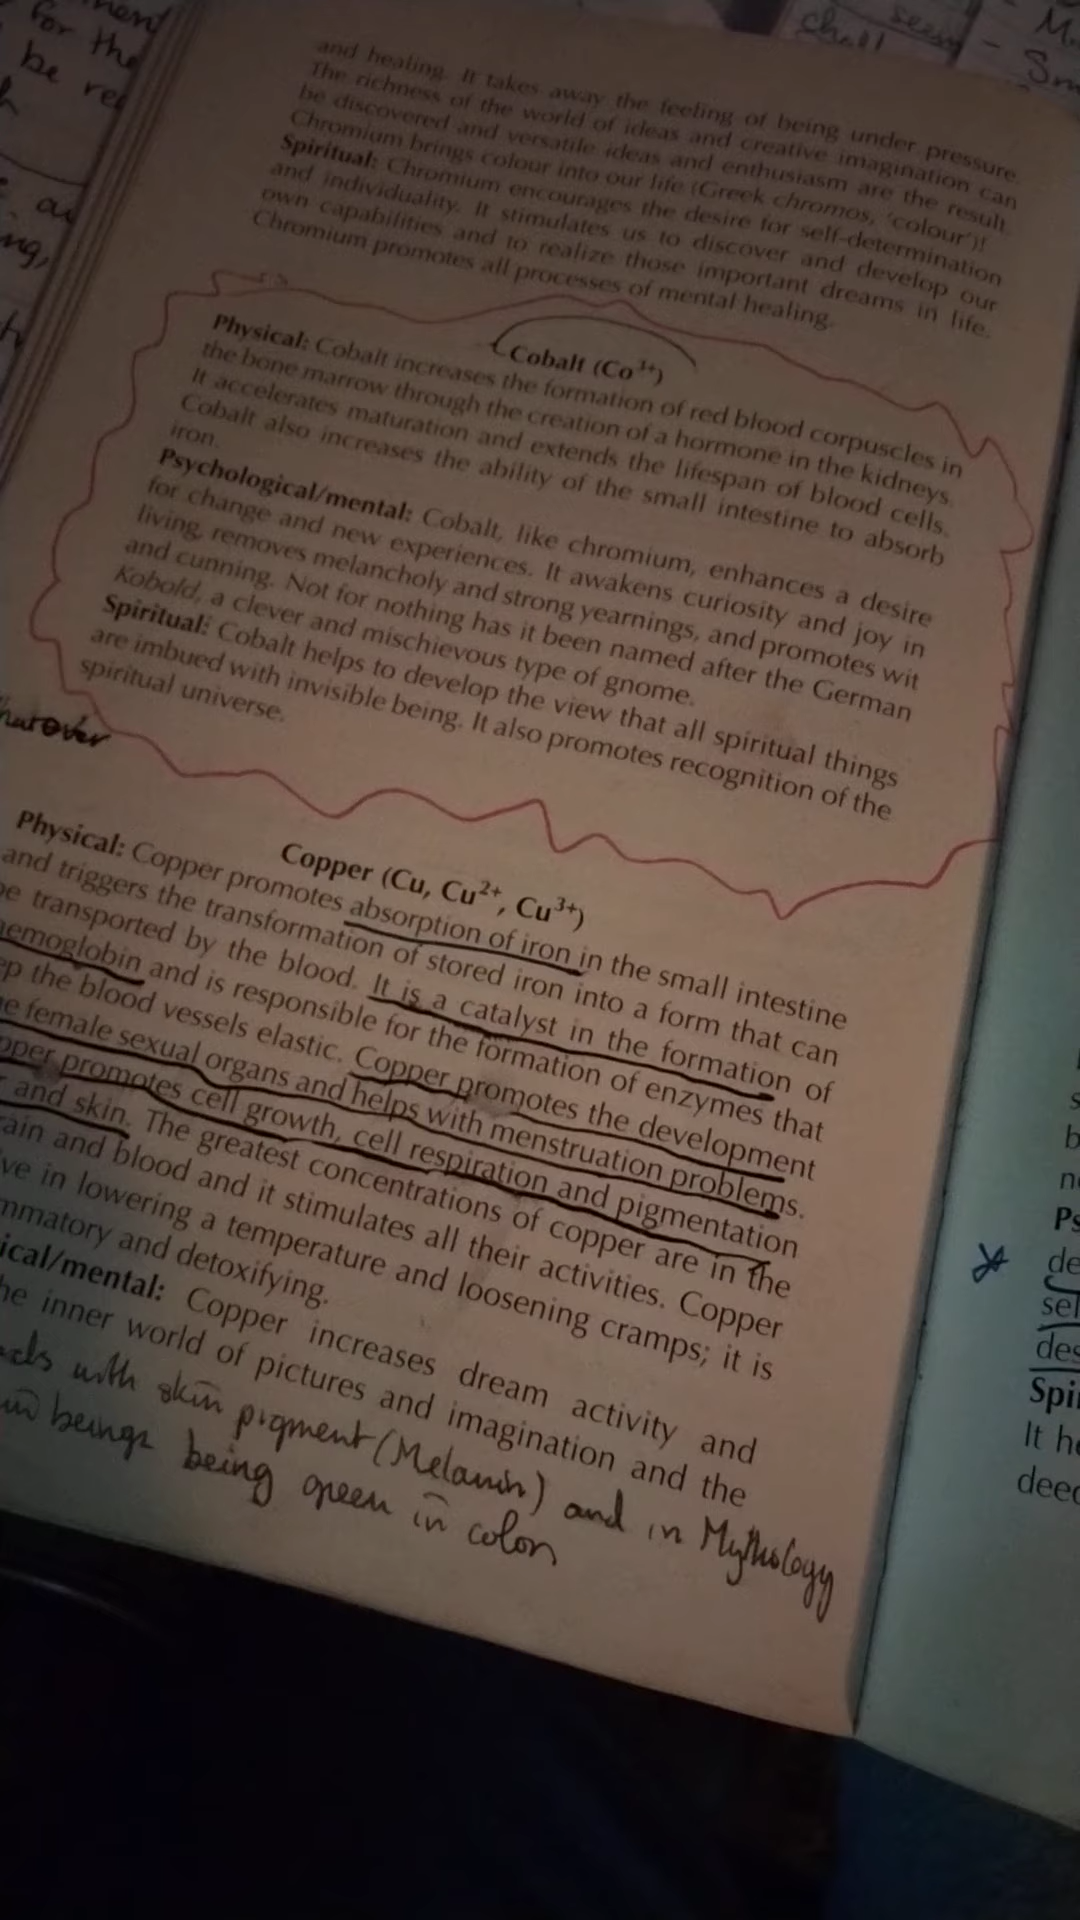 and healing. It takes away the feeling of being under pressure.
The richness of the world of ideas and creative imagination can
be discovered and versatile ideas and enthusiasm are the result.
Chromium brings colour into our life (Greek chromos, 'colour')!
Spiritual: Chromium encourages the desire for self-determination
and individuality. It stimulates us to discover and develop our
own capabilities and to realize those important dreams in life.
Chromium promotes all processes of mental healing.
Cobalt (Co³⁺)
Physical: Cobalt increases the formation of red blood corpuscles in
the bone marrow through the creation of a hormone in the kidneys.
It accelerates maturation and extends the lifespan of blood cells.
Cobalt also increases the ability of the small intestine to absorb
iron.
Psychological/mental: Cobalt, like chromium, enhances a desire
for change and new experiences. It awakens curiosity and joy in
living, removes melancholy and strong yearnings, and promotes wit
and cunning. Not for nothing has it been named after the German
Kobold, a clever and mischievous type of gnome.
Spiritual: Cobalt helps to develop the view that all spiritual things
are imbued with invisible being. It also promotes recognition of the
spiritual universe.
Copper (Cu, Cu²⁺, Cu³⁺)
Physical: Copper promotes absorption of iron in the small intestine
and triggers the transformation of stored iron into a form that can
be transported by the blood. It is a catalyst in the formation of
hemoglobin and is responsible for the formation of enzymes that
the blood vessels elastic. Copper promotes the development
female sexual organs and helps with menstruation problems.
promotes cell growth, cell respiration and pigmentation
and skin. The greatest concentrations of copper are in the
and blood and it stimulates all their activities. Copper
in lowering a temperature and loosening cramps; it is
and detoxifying.
mental: Copper increases dream activity and
inner world of pictures and imagination and the
with skin pigment (Melanin) and in Mythology
beings being green in color